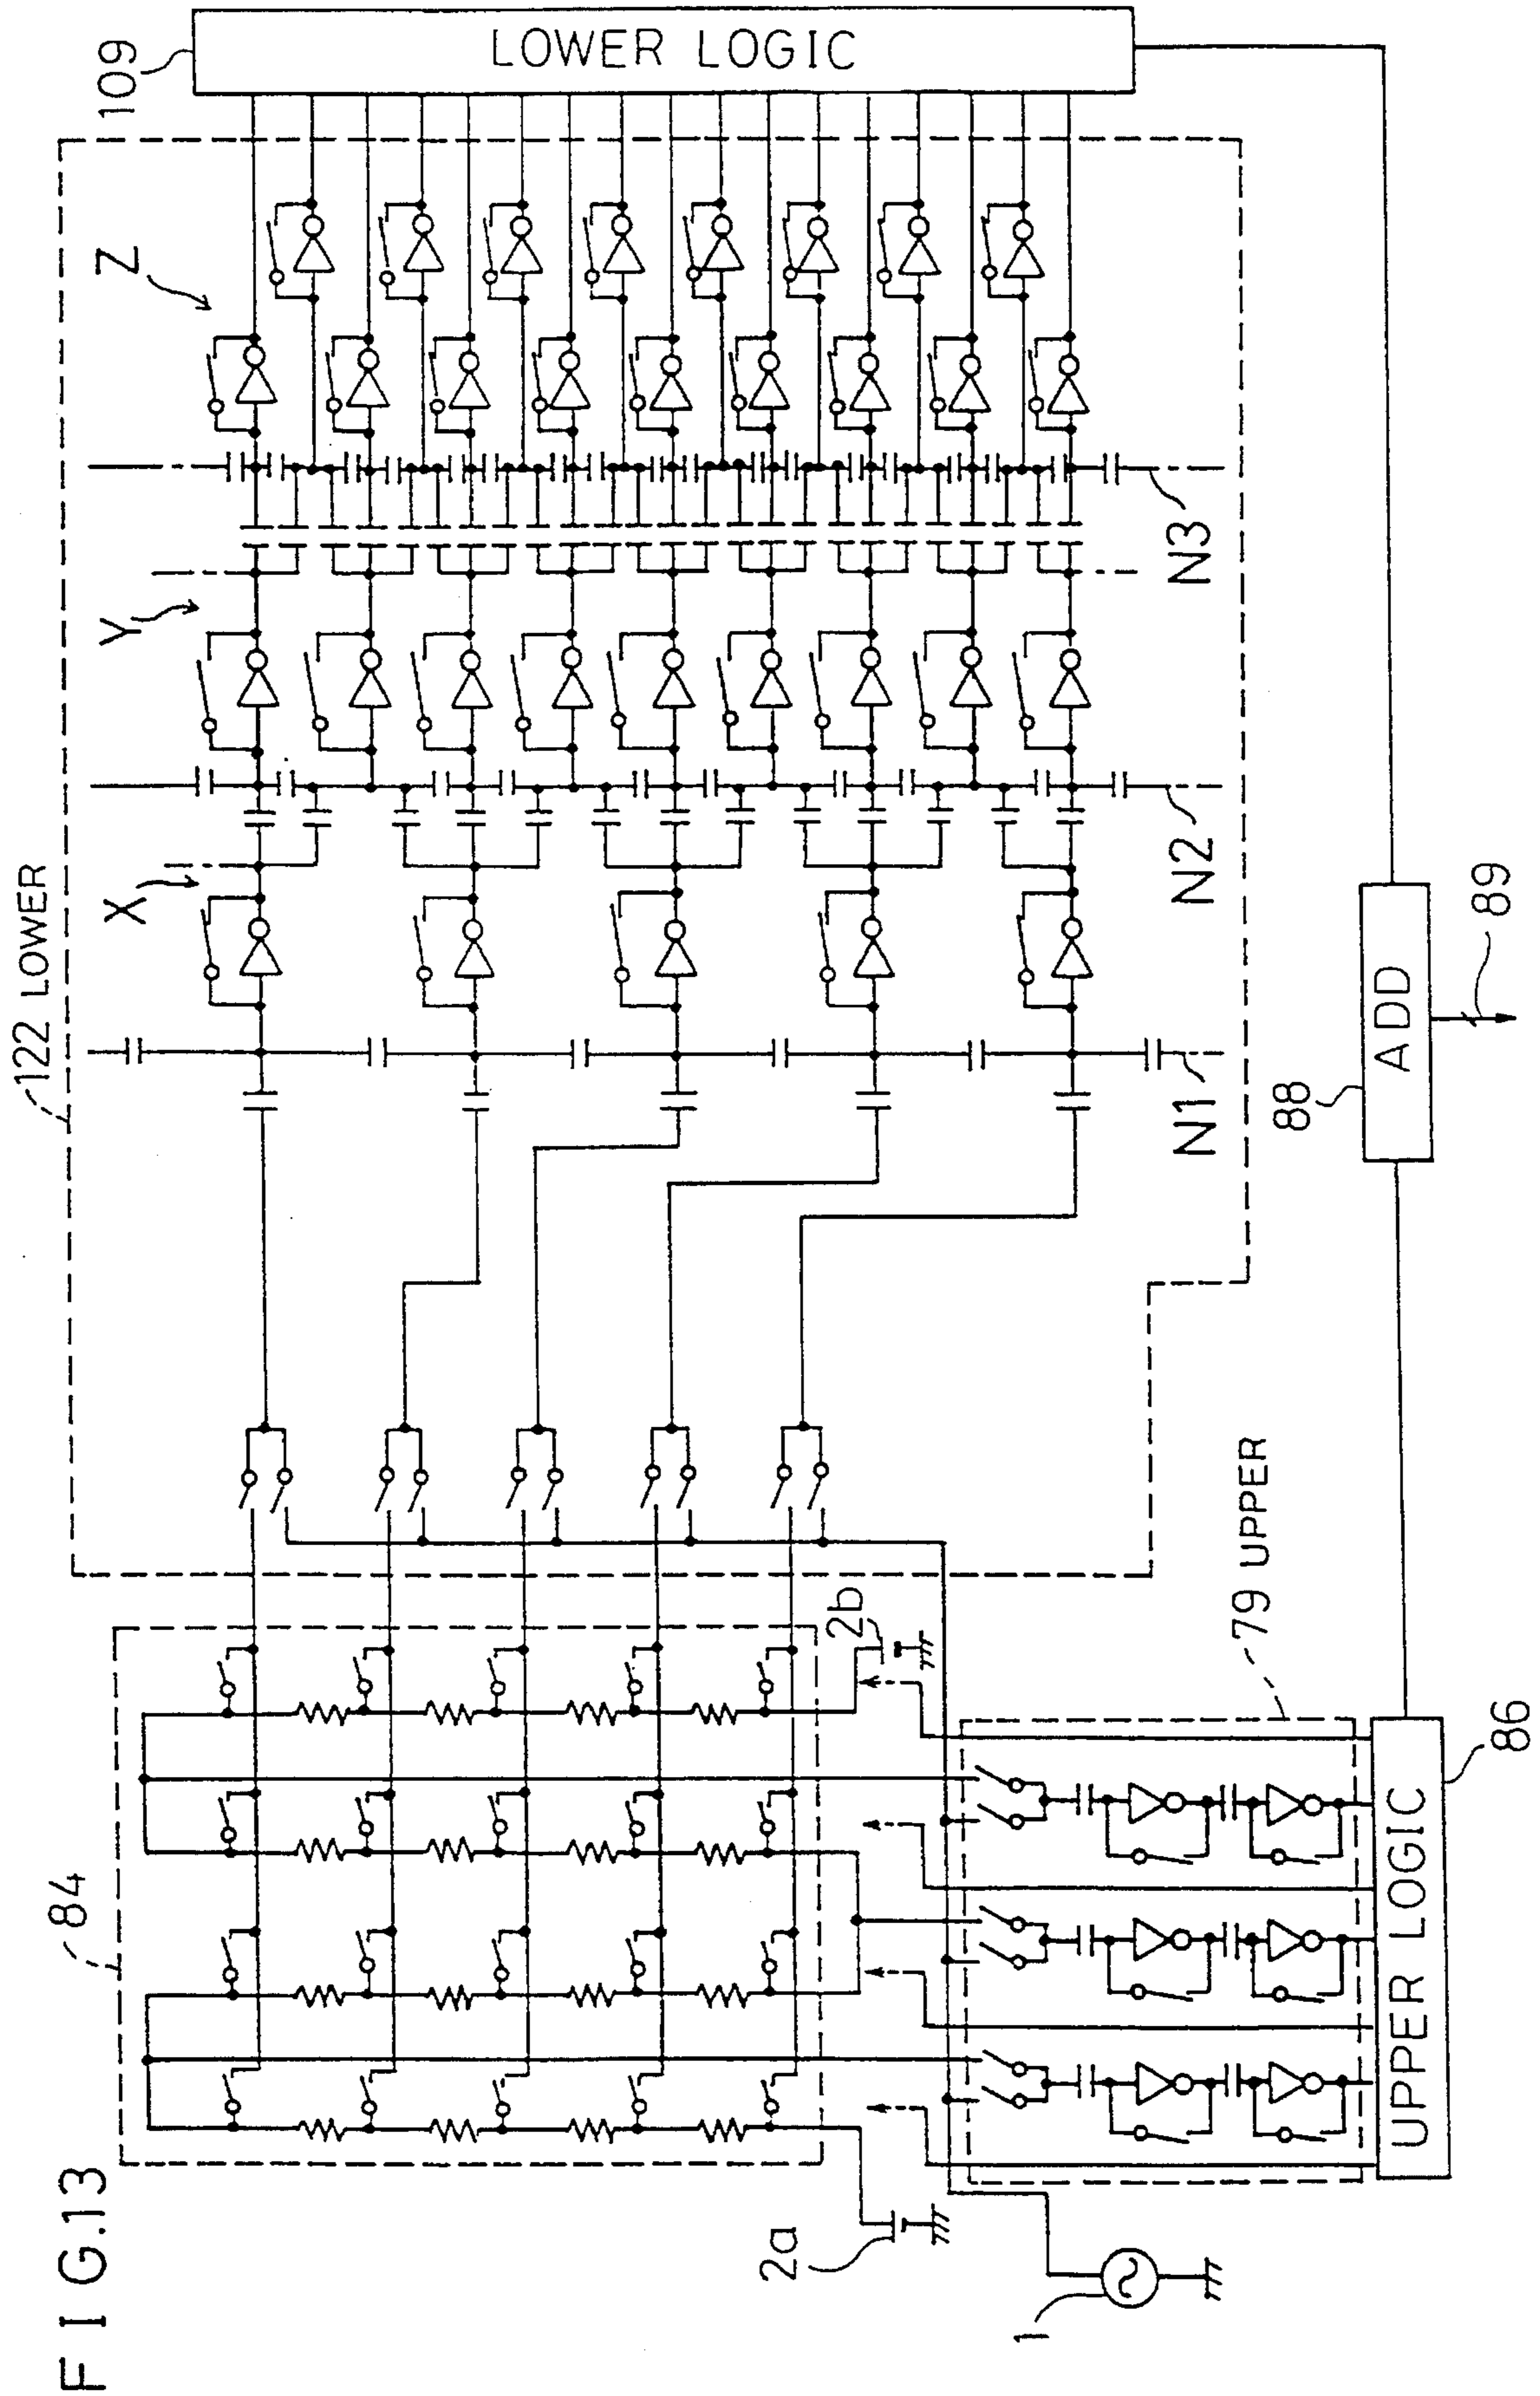 FIG.13
109
LOWER LOGIC
Z
Y
X
N3
N2
N1
122 LOWER
88
ADD
89
79 UPPER
84
2b
2a
86
UPPER LOGIC
1